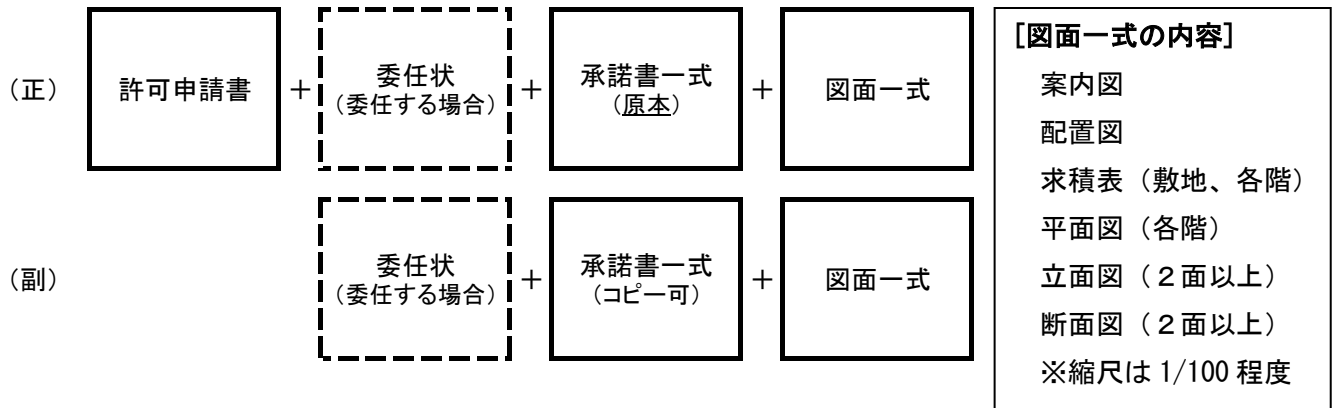 （正）
許可申請書
＋
委任状
（委任する場合）
＋
承諾書一式
（原本）
＋
図面一式
（副）
委任状
（委任する場合）
＋
承諾書一式
（コピー可）
＋
図面一式
［図面一式の内容］
案内図
配置図
求積表（敷地、各階）
平面図（各階）
立面図（２面以上）
断面図（２面以上）
※縮尺は 1/100 程度